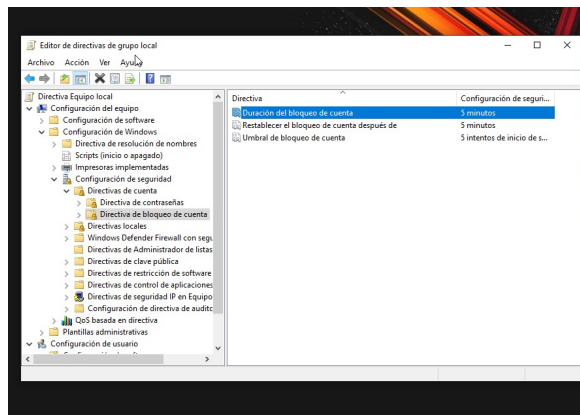 Editor de directivas de grupo local
Archivo Acción Ver Ayuda
Directiva Equipo local
Configuración del equipo
Configuración de software
Configuración de Windows
Directiva de resolución de nombres
Scripts (inicio o apagado)
Impresoras implementadas
Configuración de seguridad
Directivas de cuenta
Directiva de contraseñas
Directiva de bloqueo de cuenta
Directivas locales
Windows Defender Firewall con segu
Directivas de Administrador de listas
Directivas de clave pública
Directivas de restricción de software
Directivas de control de aplicaciones
Directivas de seguridad IP en Equipo
Configuración de directiva de auditc
QoS basada en directiva
Plantillas administrativas
Configuración de usuario
Directiva Configuración de seguri...
Duración del bloqueo de cuenta 5 minutos
Restablecer el bloqueo de cuenta después de 5 minutos
Umbral de bloqueo de cuenta 5 intentos de inicio de s...